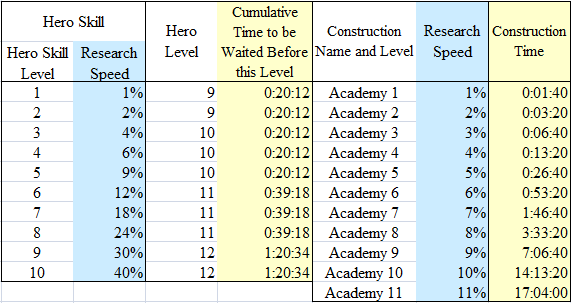 Hero Skill Hero Level Cumulative Time to be Waited Before this Level Construction Name and Level Research Speed Construction Time
Hero Skill Level Research Speed
1 1% 9 0:20:12 Academy 1 1% 0:01:40
2 2% 9 0:20:12 Academy 2 2% 0:03:20
3 4% 10 0:20:12 Academy 3 3% 0:06:40
4 6% 10 0:20:12 Academy 4 4% 0:13:20
5 9% 10 0:20:12 Academy 5 5% 0:26:40
6 12% 11 0:39:18 Academy 6 6% 0:53:20
7 18% 11 0:39:18 Academy 7 7% 1:46:40
8 24% 11 0:39:18 Academy 8 8% 3:33:20
9 30% 12 1:20:34 Academy 9 9% 7:06:40
10 40% 12 1:20:34 Academy 10 10% 14:13:20
Academy 11 11% 17:04:00